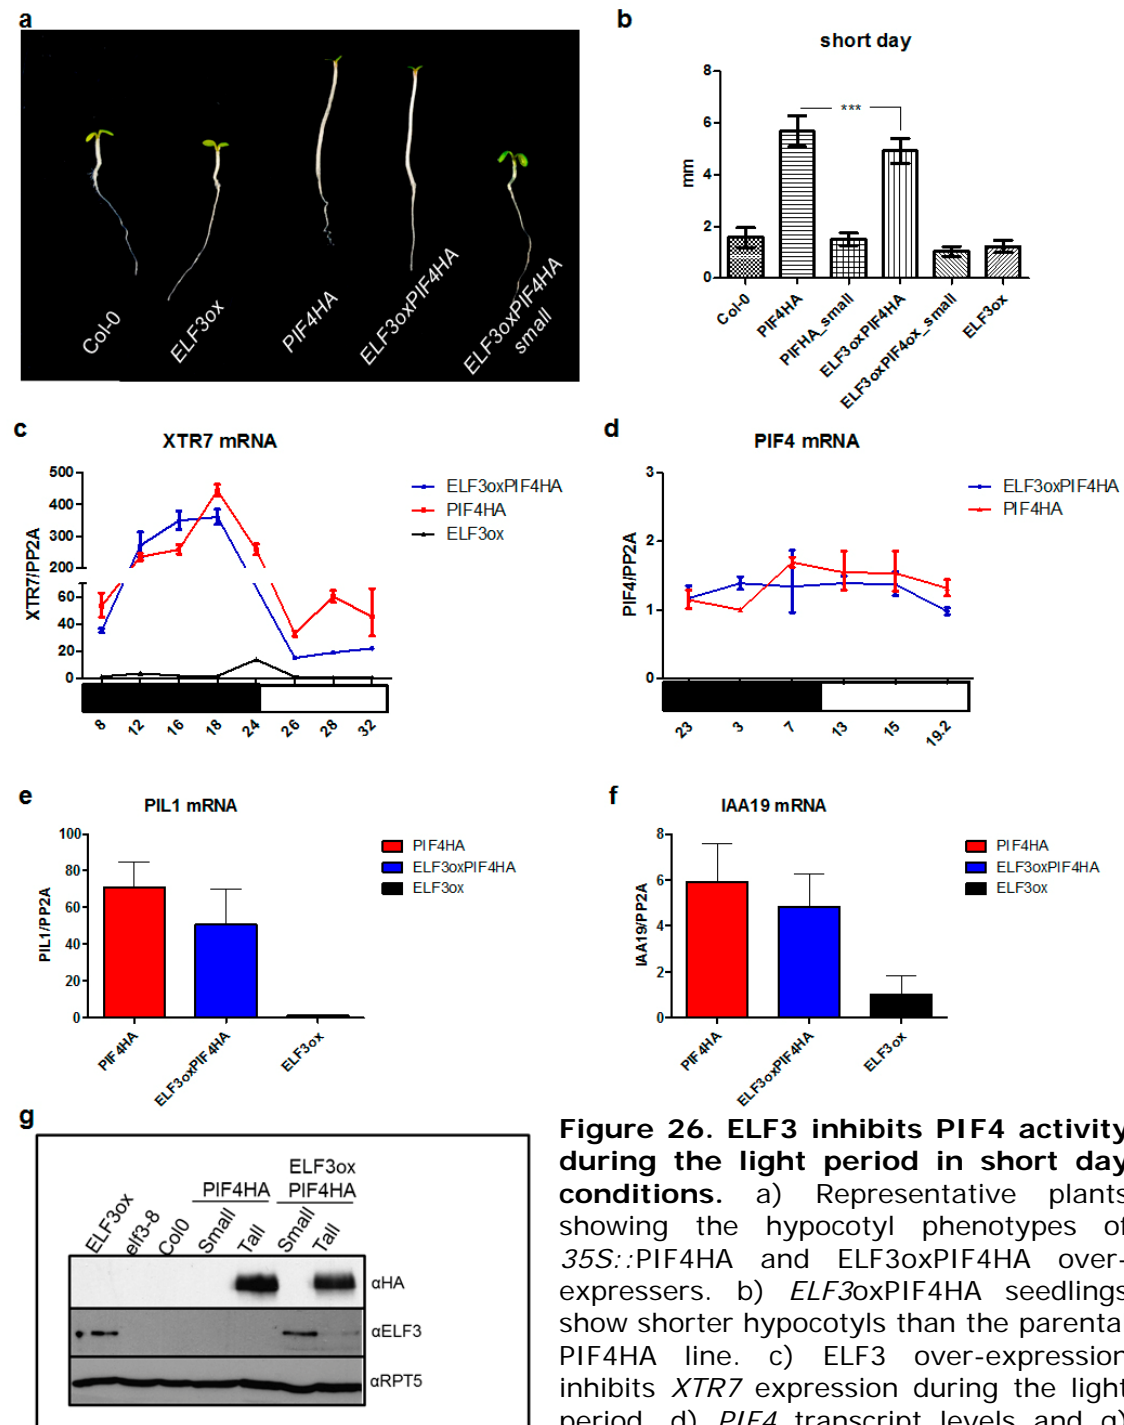 a
Col-0
ELF3ox
PIF4HA
ELF3oxPIF4HA
ELF3oxPIF4HA
small
b
short day
mm
8
6
4
2
0
***
Col-0
PIF4HA
PIFHA_small
ELF3oxPIF4HA
ELF3oxPIF4ox_small
ELF3ox
c
XTR7 mRNA
XTR7/PP2A
500
400
300
200
60
40
20
0
8 12 16 18 24 26 28 32
ELF3oxPIF4HA
PIF4HA
ELF3ox
d
PIF4 mRNA
PIF4/PP2A
3
2
1
0
23 3 7 13 15 19.2
ELF3oxPIF4HA
PIF4HA
e
PIL1 mRNA
PIL1/PP2A
100
80
60
40
20
0
PIF4HA
ELF3oxPIF4HA
ELF3ox
PIF4HA
ELF3oxPIF4HA
ELF3ox
f
IAA19 mRNA
IAA19/PP2A
8
6
4
2
0
PIF4HA
ELF3oxPIF4HA
ELF3ox
PIF4HA
ELF3oxPIF4HA
ELF3ox
g
ELF3ox
PIF4HA PIF4HA
ELF3ox elf3-8 Col0 Small Tall Small Tall
αHA
αELF3
αRPT5
Figure 26. ELF3 inhibits PIF4 activity
during the light period in short day
conditions. a) Representative plants
showing the hypocotyl phenotypes of
35S::PIF4HA and ELF3oxPIF4HA over-
expressers. b) ELF3oxPIF4HA seedlings
show shorter hypocotyls than the parental
PIF4HA line. c) ELF3 over-expression
inhibits XTR7 expression during the light
period. d) PIF4 transcript levels and g)